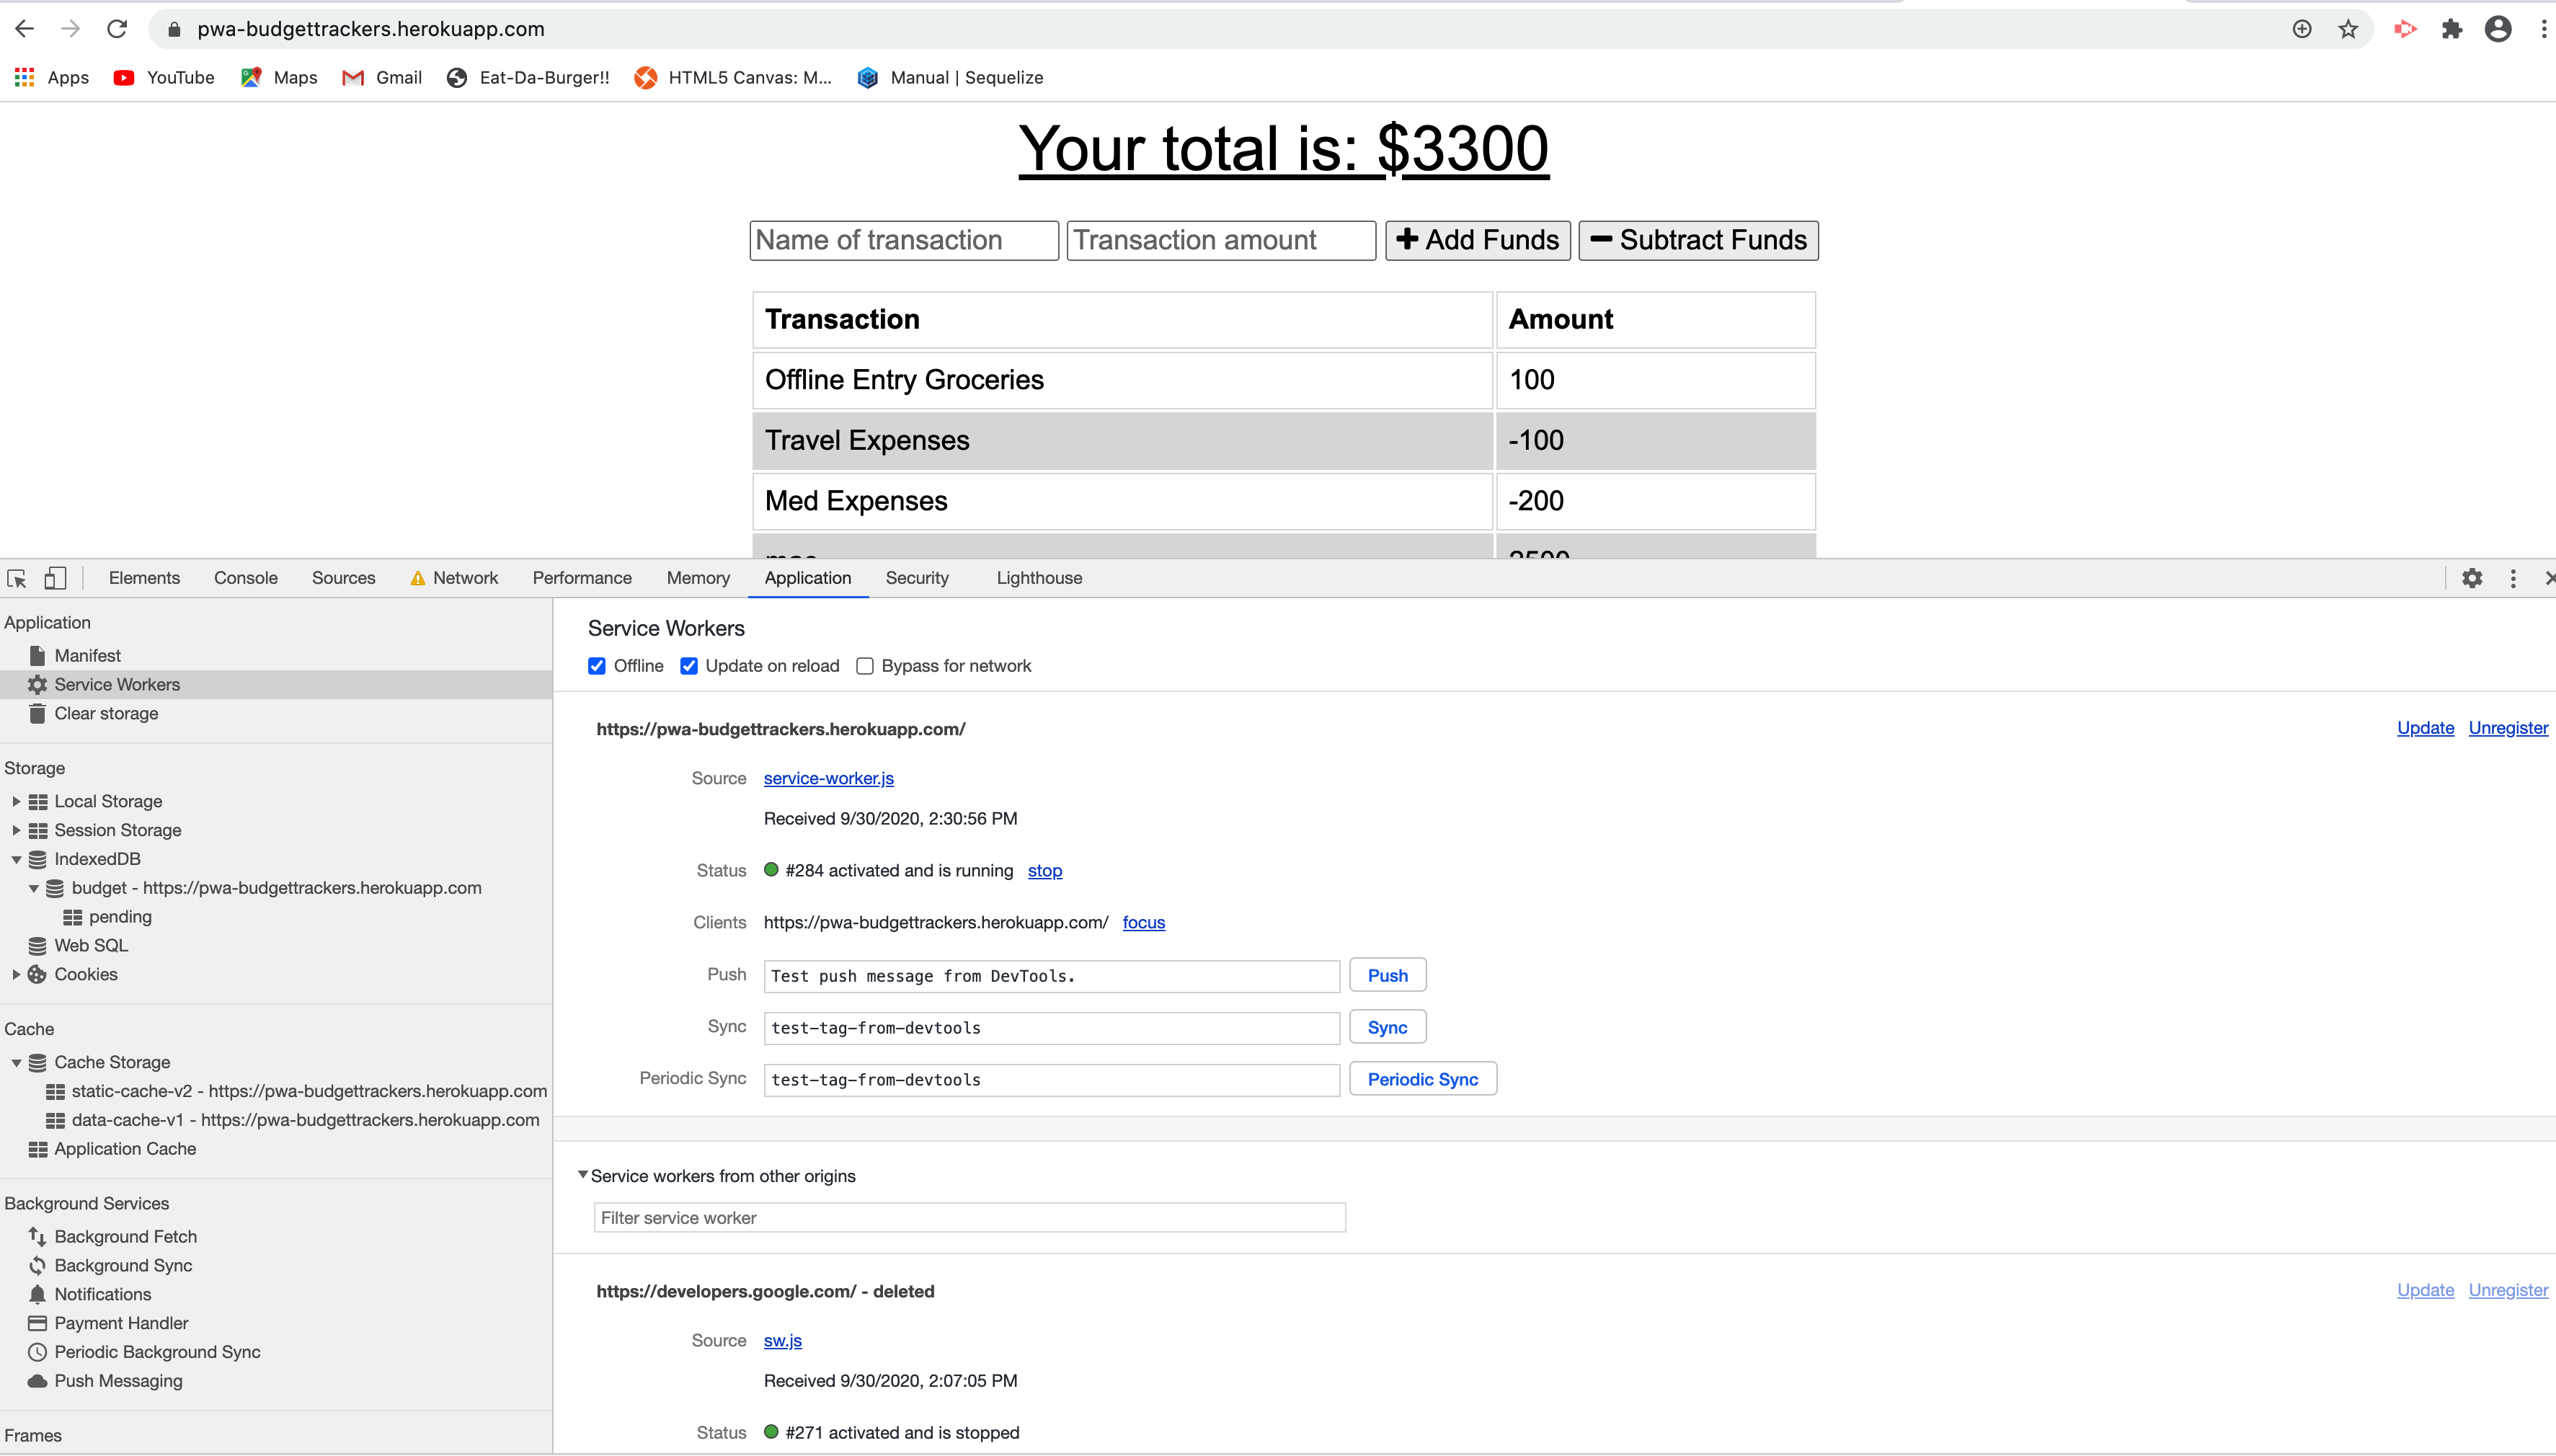 pwa-budgettrackers.herokuapp.com
Apps YouTube Maps Gmail Eat-Da-Burger!! HTML5 Canvas: M... Manual | Sequelize
Your total is: $3300
Name of transaction Transaction amount Add Funds Subtract Funds
Transaction Amount
Offline Entry Groceries 100
Travel Expenses -100
Med Expenses -200
Elements Console Sources Network Performance Memory Application Security Lighthouse
Application
Manifest
Service Workers
Clear storage
Storage
Local Storage
Session Storage
IndexedDB
budget - https://pwa-budgettrackers.herokuapp.com
pending
Web SQL
Cookies
Cache
Cache Storage
static-cache-v2 - https://pwa-budgettrackers.herokuapp.com
data-cache-v1 - https://pwa-budgettrackers.herokuapp.com
Application Cache
Background Services
Background Fetch
Background Sync
Notifications
Payment Handler
Periodic Background Sync
Push Messaging
Frames
Service Workers
Offline Update on reload Bypass for network
https://pwa-budgettrackers.herokuapp.com/ Update Unregister
Source service-worker.js
Received 9/30/2020, 2:30:56 PM
Status #284 activated and is running stop
Clients https://pwa-budgettrackers.herokuapp.com/ focus
Push Test push message from DevTools. Push
Sync test-tag-from-devtools Sync
Periodic Sync test-tag-from-devtools Periodic Sync
Service workers from other origins
Filter service worker
https://developers.google.com/ - deleted Update Unregister
Source sw.js
Received 9/30/2020, 2:07:05 PM
Status #271 activated and is stopped